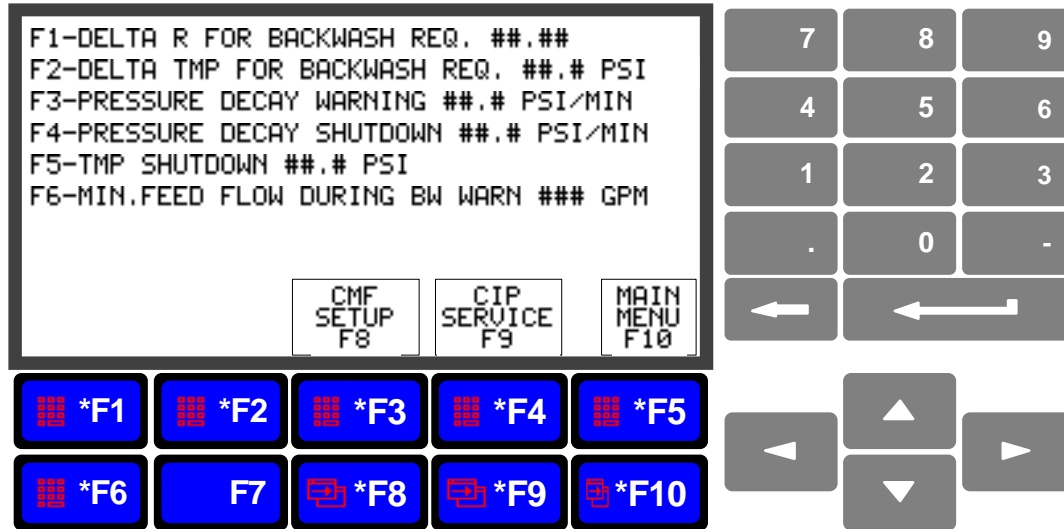 F1-DELTA R FOR BACKWASH REQ. ##.##
F2-DELTA TMP FOR BACKWASH REQ. ##.# PSI
F3-PRESSURE DECAY WARNING ##.# PSI/MIN
F4-PRESSURE DECAY SHUTDOWN ##.# PSI/MIN
F5-TMP SHUTDOWN ##.# PSI
F6-MIN.FEED FLOW DURING BW WARN ### GPM
CMF
SETUP
F8
CIP
SERVICE
F9
MAIN
MENU
F10
7 8 9
4 5 6
1 2 3
. 0 -
*F1 *F2 *F3 *F4 *F5
*F6 F7 *F8 *F9 *F10